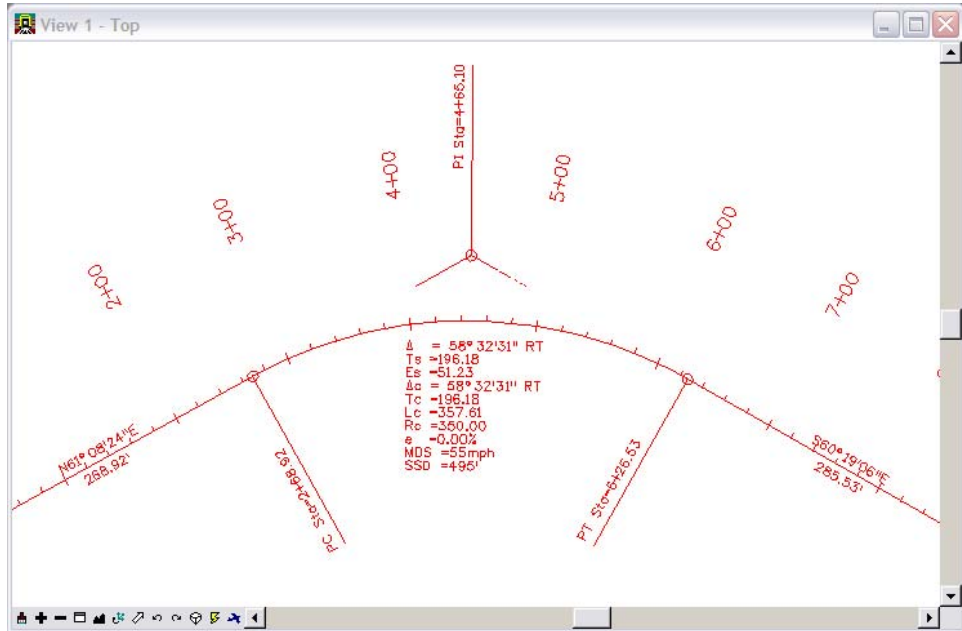 View 1 - Top
PI Sta=4+65.10
2+00
3+00
4+00
5+00
6+00
7+00
Δ = 58° 32'31" RT
Ts =196.18
Es =51.23
Δc = 58° 32'31" RT
Tc =196.18
Lc =357.61
Rc =350.00
e =0.00%
MDS =55mph
SSD =495'
N61° 08'24"E
268.92'
PC Sta=2+68.92
PT Sta=6+26.53
S60° 19'06"E
285.53'